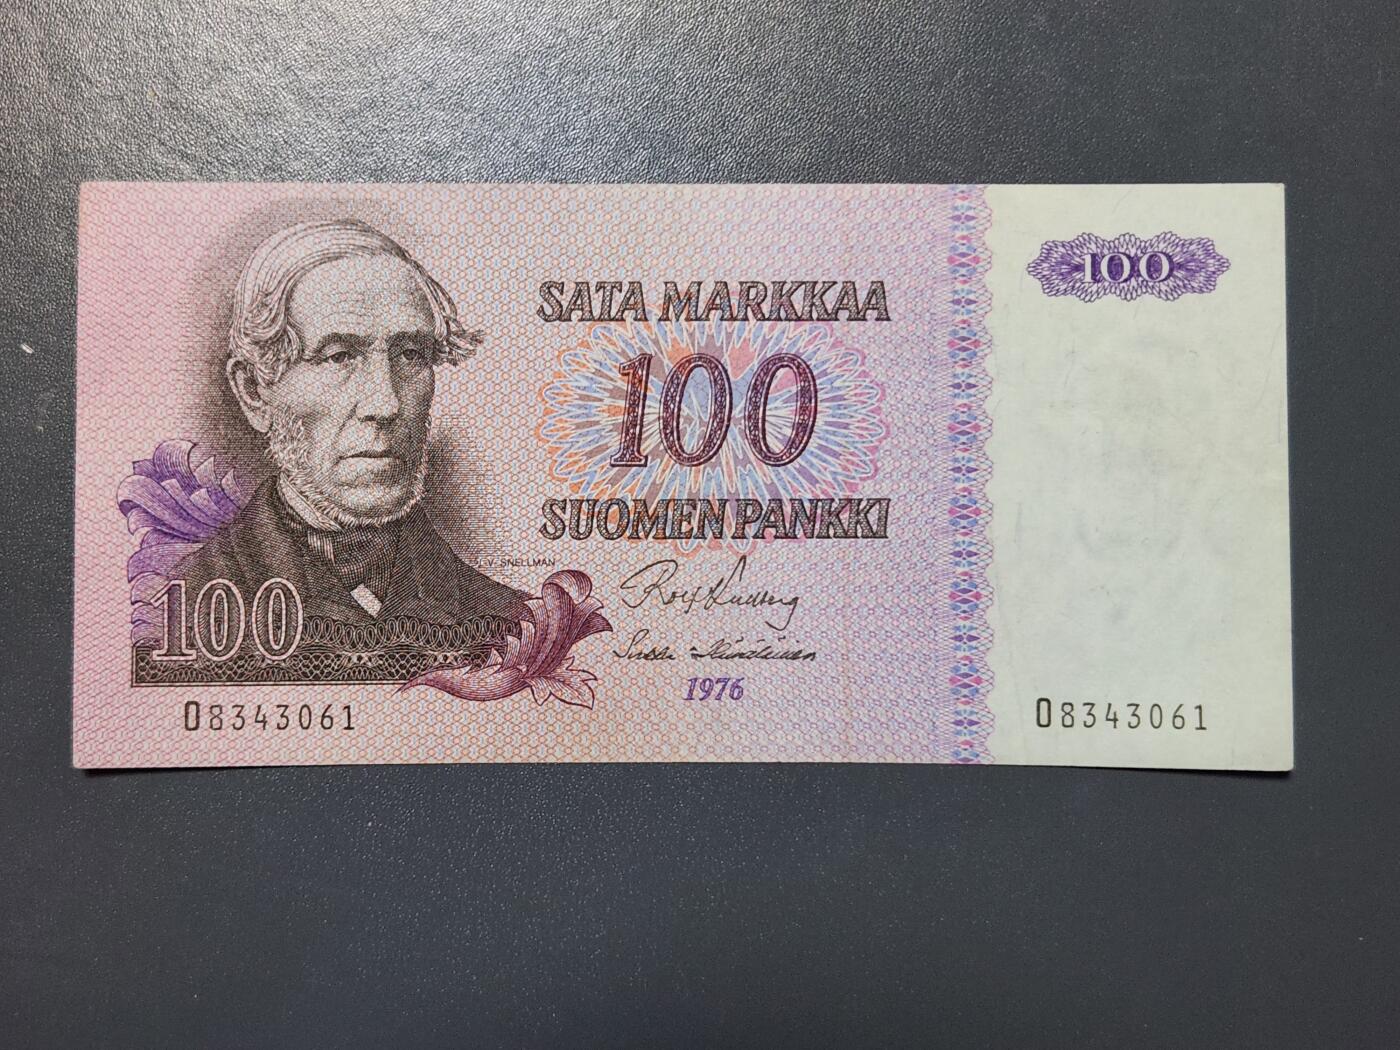 100
SATA MARKKAA
100
SUOMEN PANKKI
J. V. SNELLMAN
100
1976
O8343061
O8343061